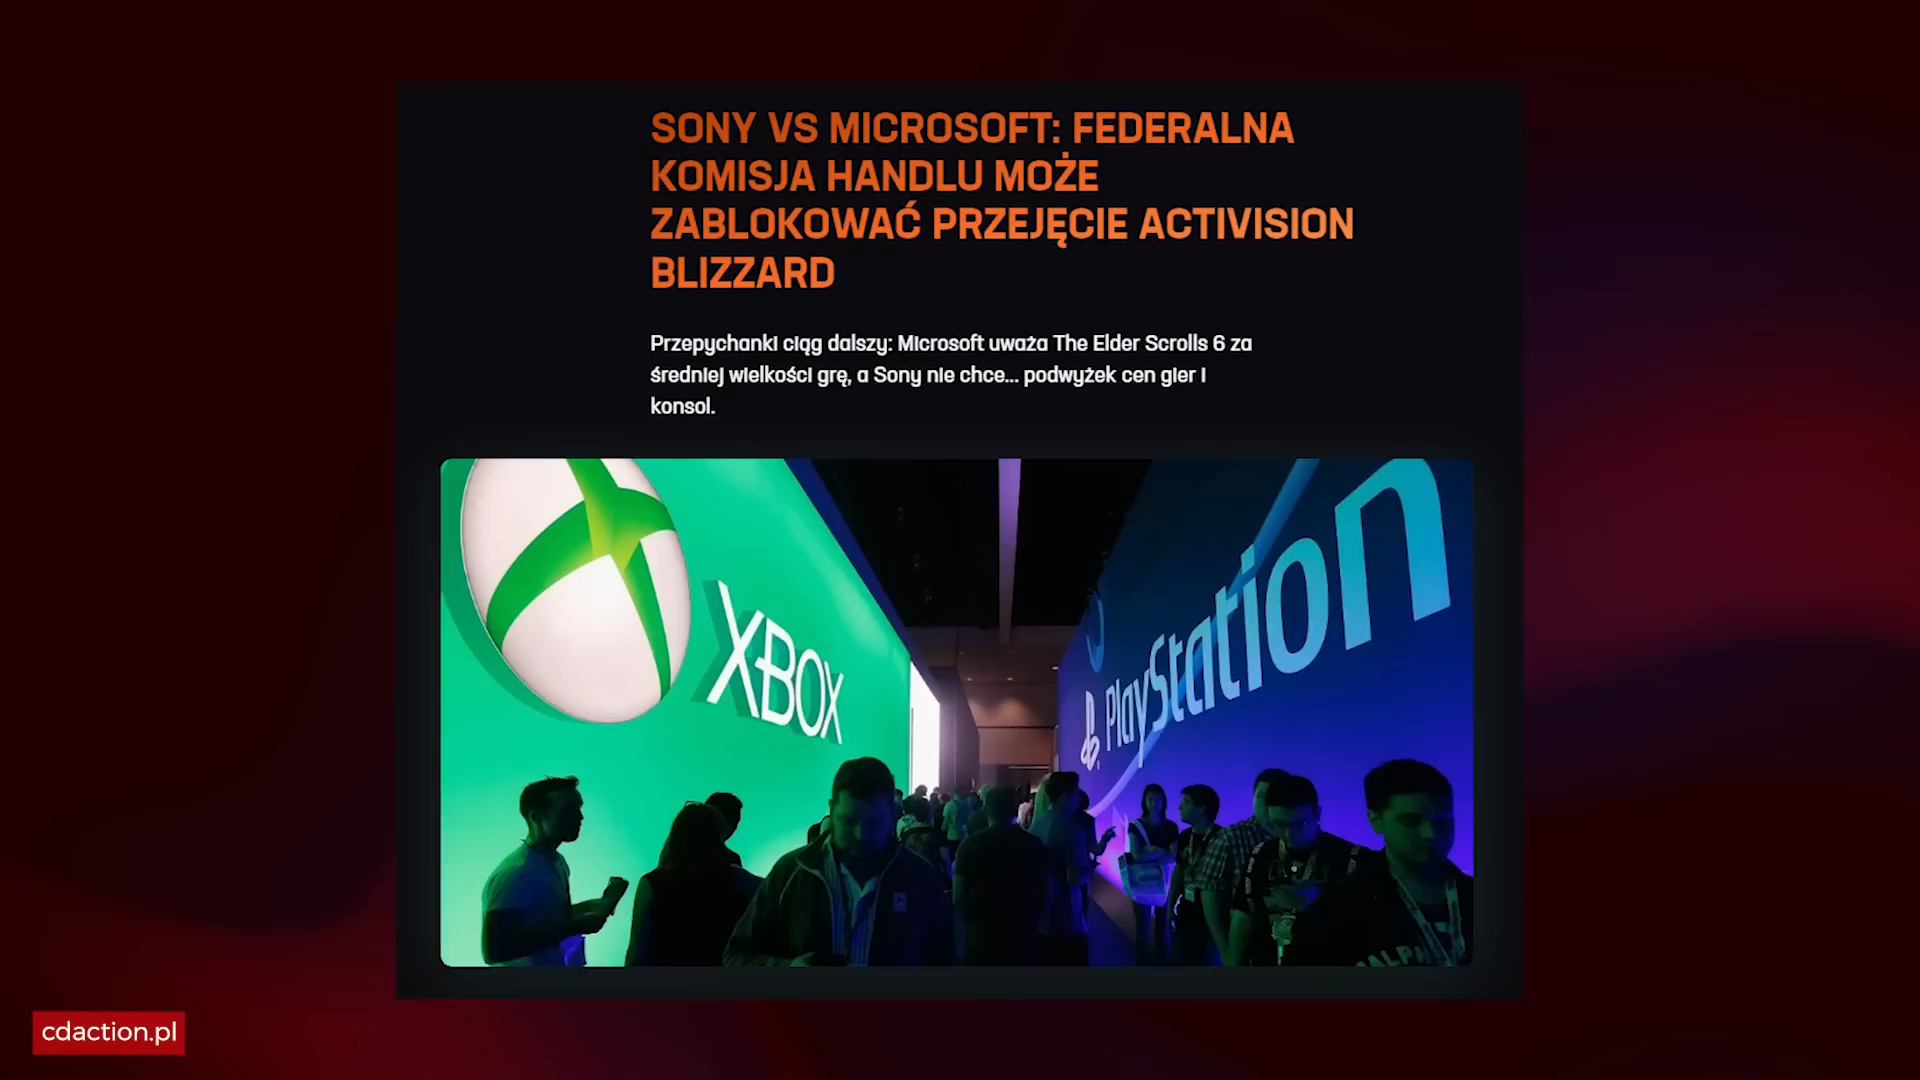 SONY VS MICROSOFT: FEDERALNA
KOMISJA HANDLU MOŻE
ZABLOKOWAĆ PRZEJĘCIE ACTIVISION
BLIZZARD
Przepychanki ciąg dalszy: Microsoft uważa The Elder Scrolls 6 za
średniej wielkości grę, a Sony nie chce... podwyżek cen gier i
konsol.
XBOX
PlayStation
cdaction.pl